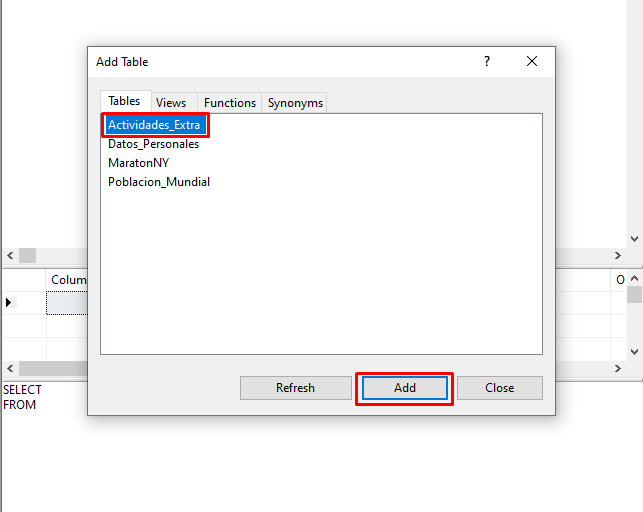 Add Table
?
Tables Views Functions Synonyms
Actividades_Extra
Datos_Personales
MaratonNY
Poblacion_Mundial
Colum
O
Refresh Add Close
SELECT
FROM